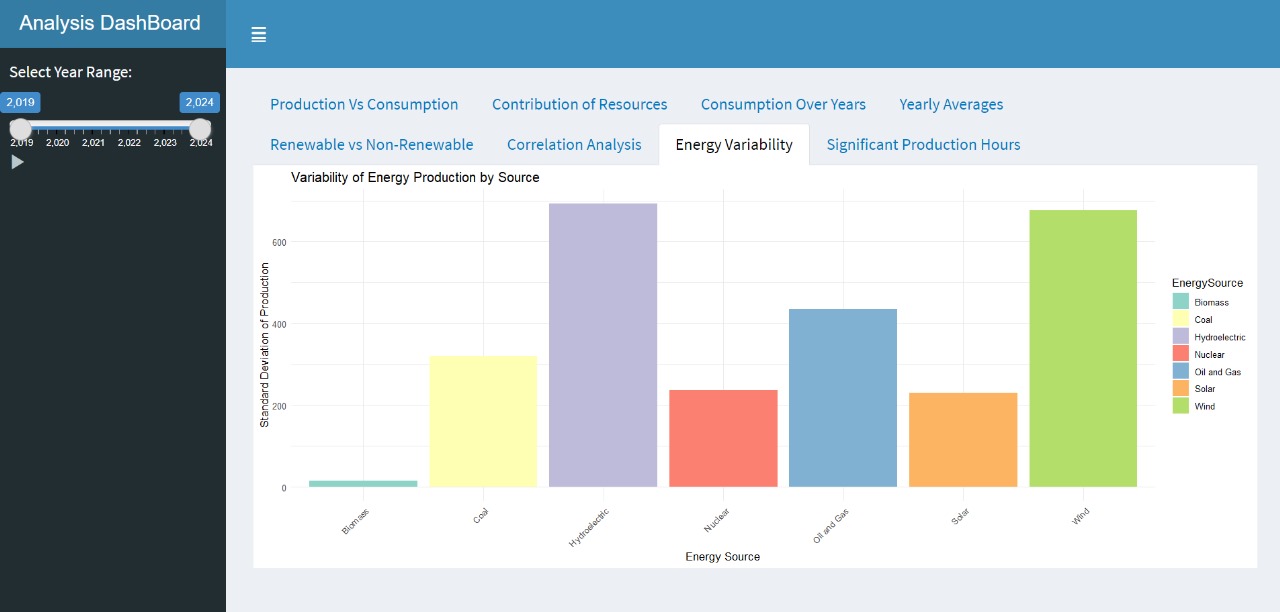 Analysis DashBoard
Select Year Range:
2,019 2,024
2,019 2,020 2,021 2,022 2,023 2,024
Production Vs Consumption Contribution of Resources Consumption Over Years Yearly Averages
Renewable vs Non-Renewable Correlation Analysis Energy Variability Significant Production Hours
Variability of Energy Production by Source
Standard Deviation of Production
600
400
200
0
Biomass Coal Hydroelectric Nuclear Oil and Gas Solar Wind
Energy Source
EnergySource
Biomass
Coal
Hydroelectric
Nuclear
Oil and Gas
Solar
Wind